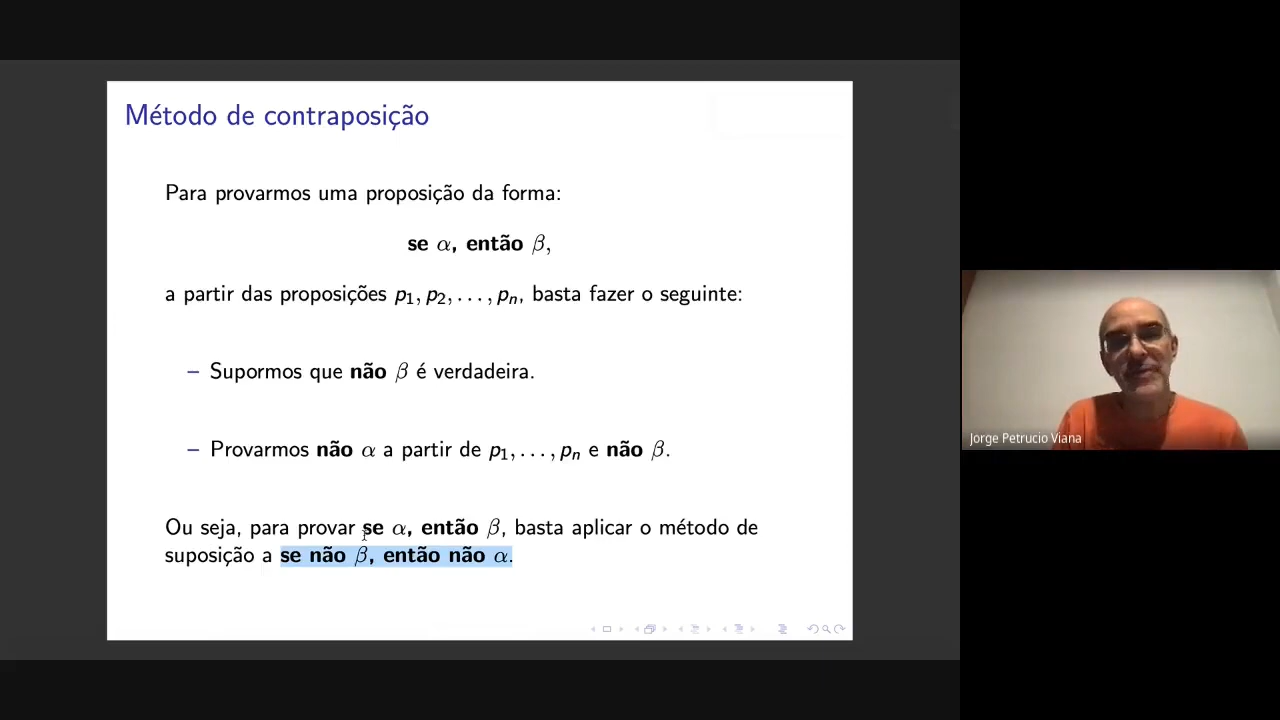 Método de contraposição
Para provarmos uma proposição da forma:
se α, então β,
a partir das proposições p₁, p₂, . . . , pₙ, basta fazer o seguinte:
– Supormos que não β é verdadeira.
– Provarmos não α a partir de p₁, . . . , pₙ e não β.
Ou seja, para provar se α, então β, basta aplicar o método de
suposição a se não β, então não α.
Jorge Petrucio Viana